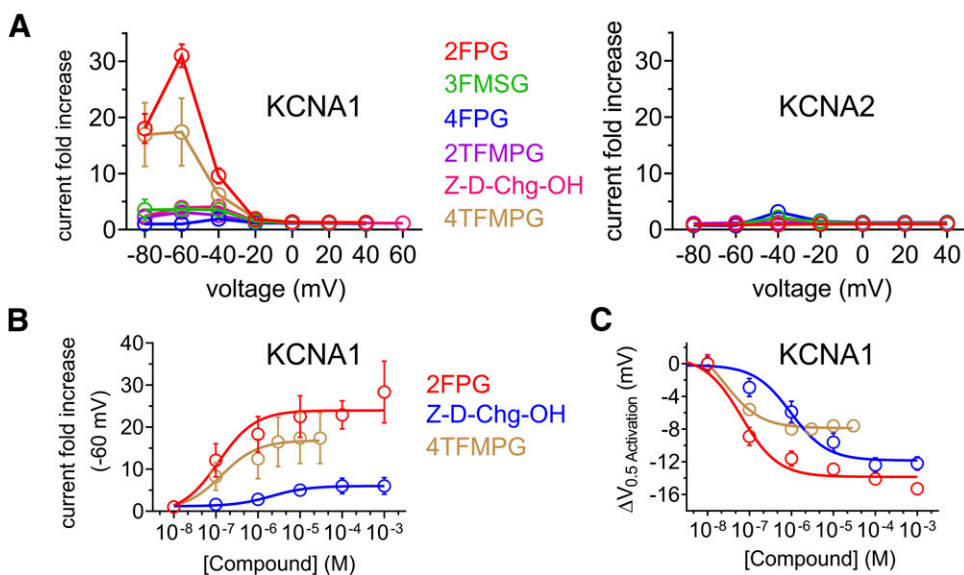 A
current fold increase
30
20
10
0
KCNA1
-80 -60 -40 -20 0 20 40 60
voltage (mV)
2FPG
3FMSG
4FPG
2TFMPG
Z-D-Chg-OH
4TFMPG
current fold increase
30
20
10
0
KCNA2
-80 -60 -40 -20 0 20 40
voltage (mV)
B
current fold increase
(-60 mV)
40
30
20
10
0
KCNA1
10⁻⁸ 10⁻⁷ 10⁻⁶ 10⁻⁵ 10⁻⁴ 10⁻³
[Compound] (M)
2FPG
Z-D-Chg-OH
4TFMPG
C
ΔV0.5 Activation (mV)
0
-4
-8
-12
-16
KCNA1
10⁻⁸ 10⁻⁷ 10⁻⁶ 10⁻⁵ 10⁻⁴ 10⁻³
[Compound] (M)